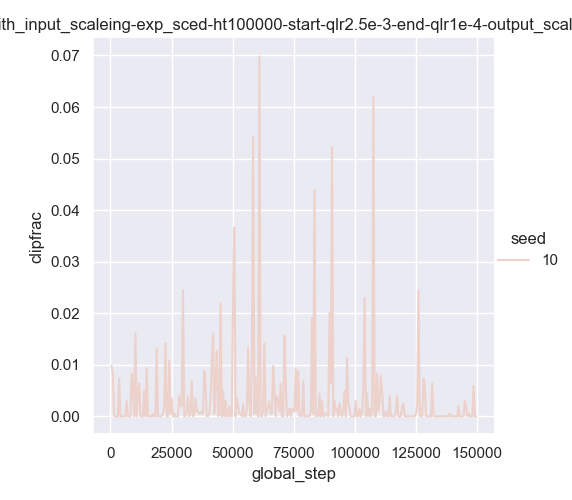 ith_input_scaleing-exp_sced-ht100000-start-qlr2.5e-3-end-qlr1e-4-output_scal
0.07
0.06
0.05
0.04
0.03
0.02
0.01
0.00
clipfrac
0 25000 50000 75000 100000 125000 150000
global_step
seed
10